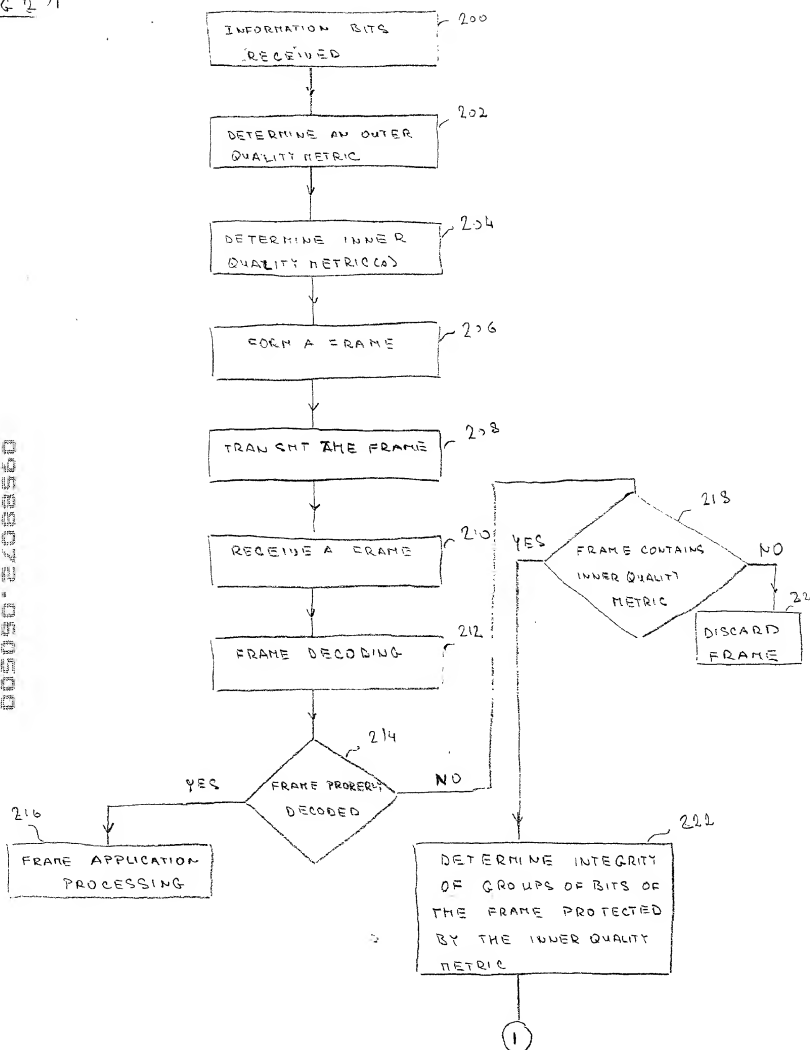 INFORMATION BITS
RECEIVED
200
DETERMINE AN OUTER
QUALITY METRIC
202
DETERMINE INNER
QUALITY METRIC(S)
204
FORM A FRAME
206
TRANSMT THE FRAME
208
RECEIVE A FRAME
210
FRAME DECODING
212
214
FRAME PROPERLY
DECODED
YES
NO
216
FRAME APPLICATION
PROCESSING
218
FRAME CONTAINS
INNER QUALITY
METRIC
YES
NO
22
DISCARD
FRAME
222
DETERMINE INTEGRITY
OF GROUPS OF BITS OF
THE FRAME PROTECTED
BY THE INNER QUALITY
METRIC
1